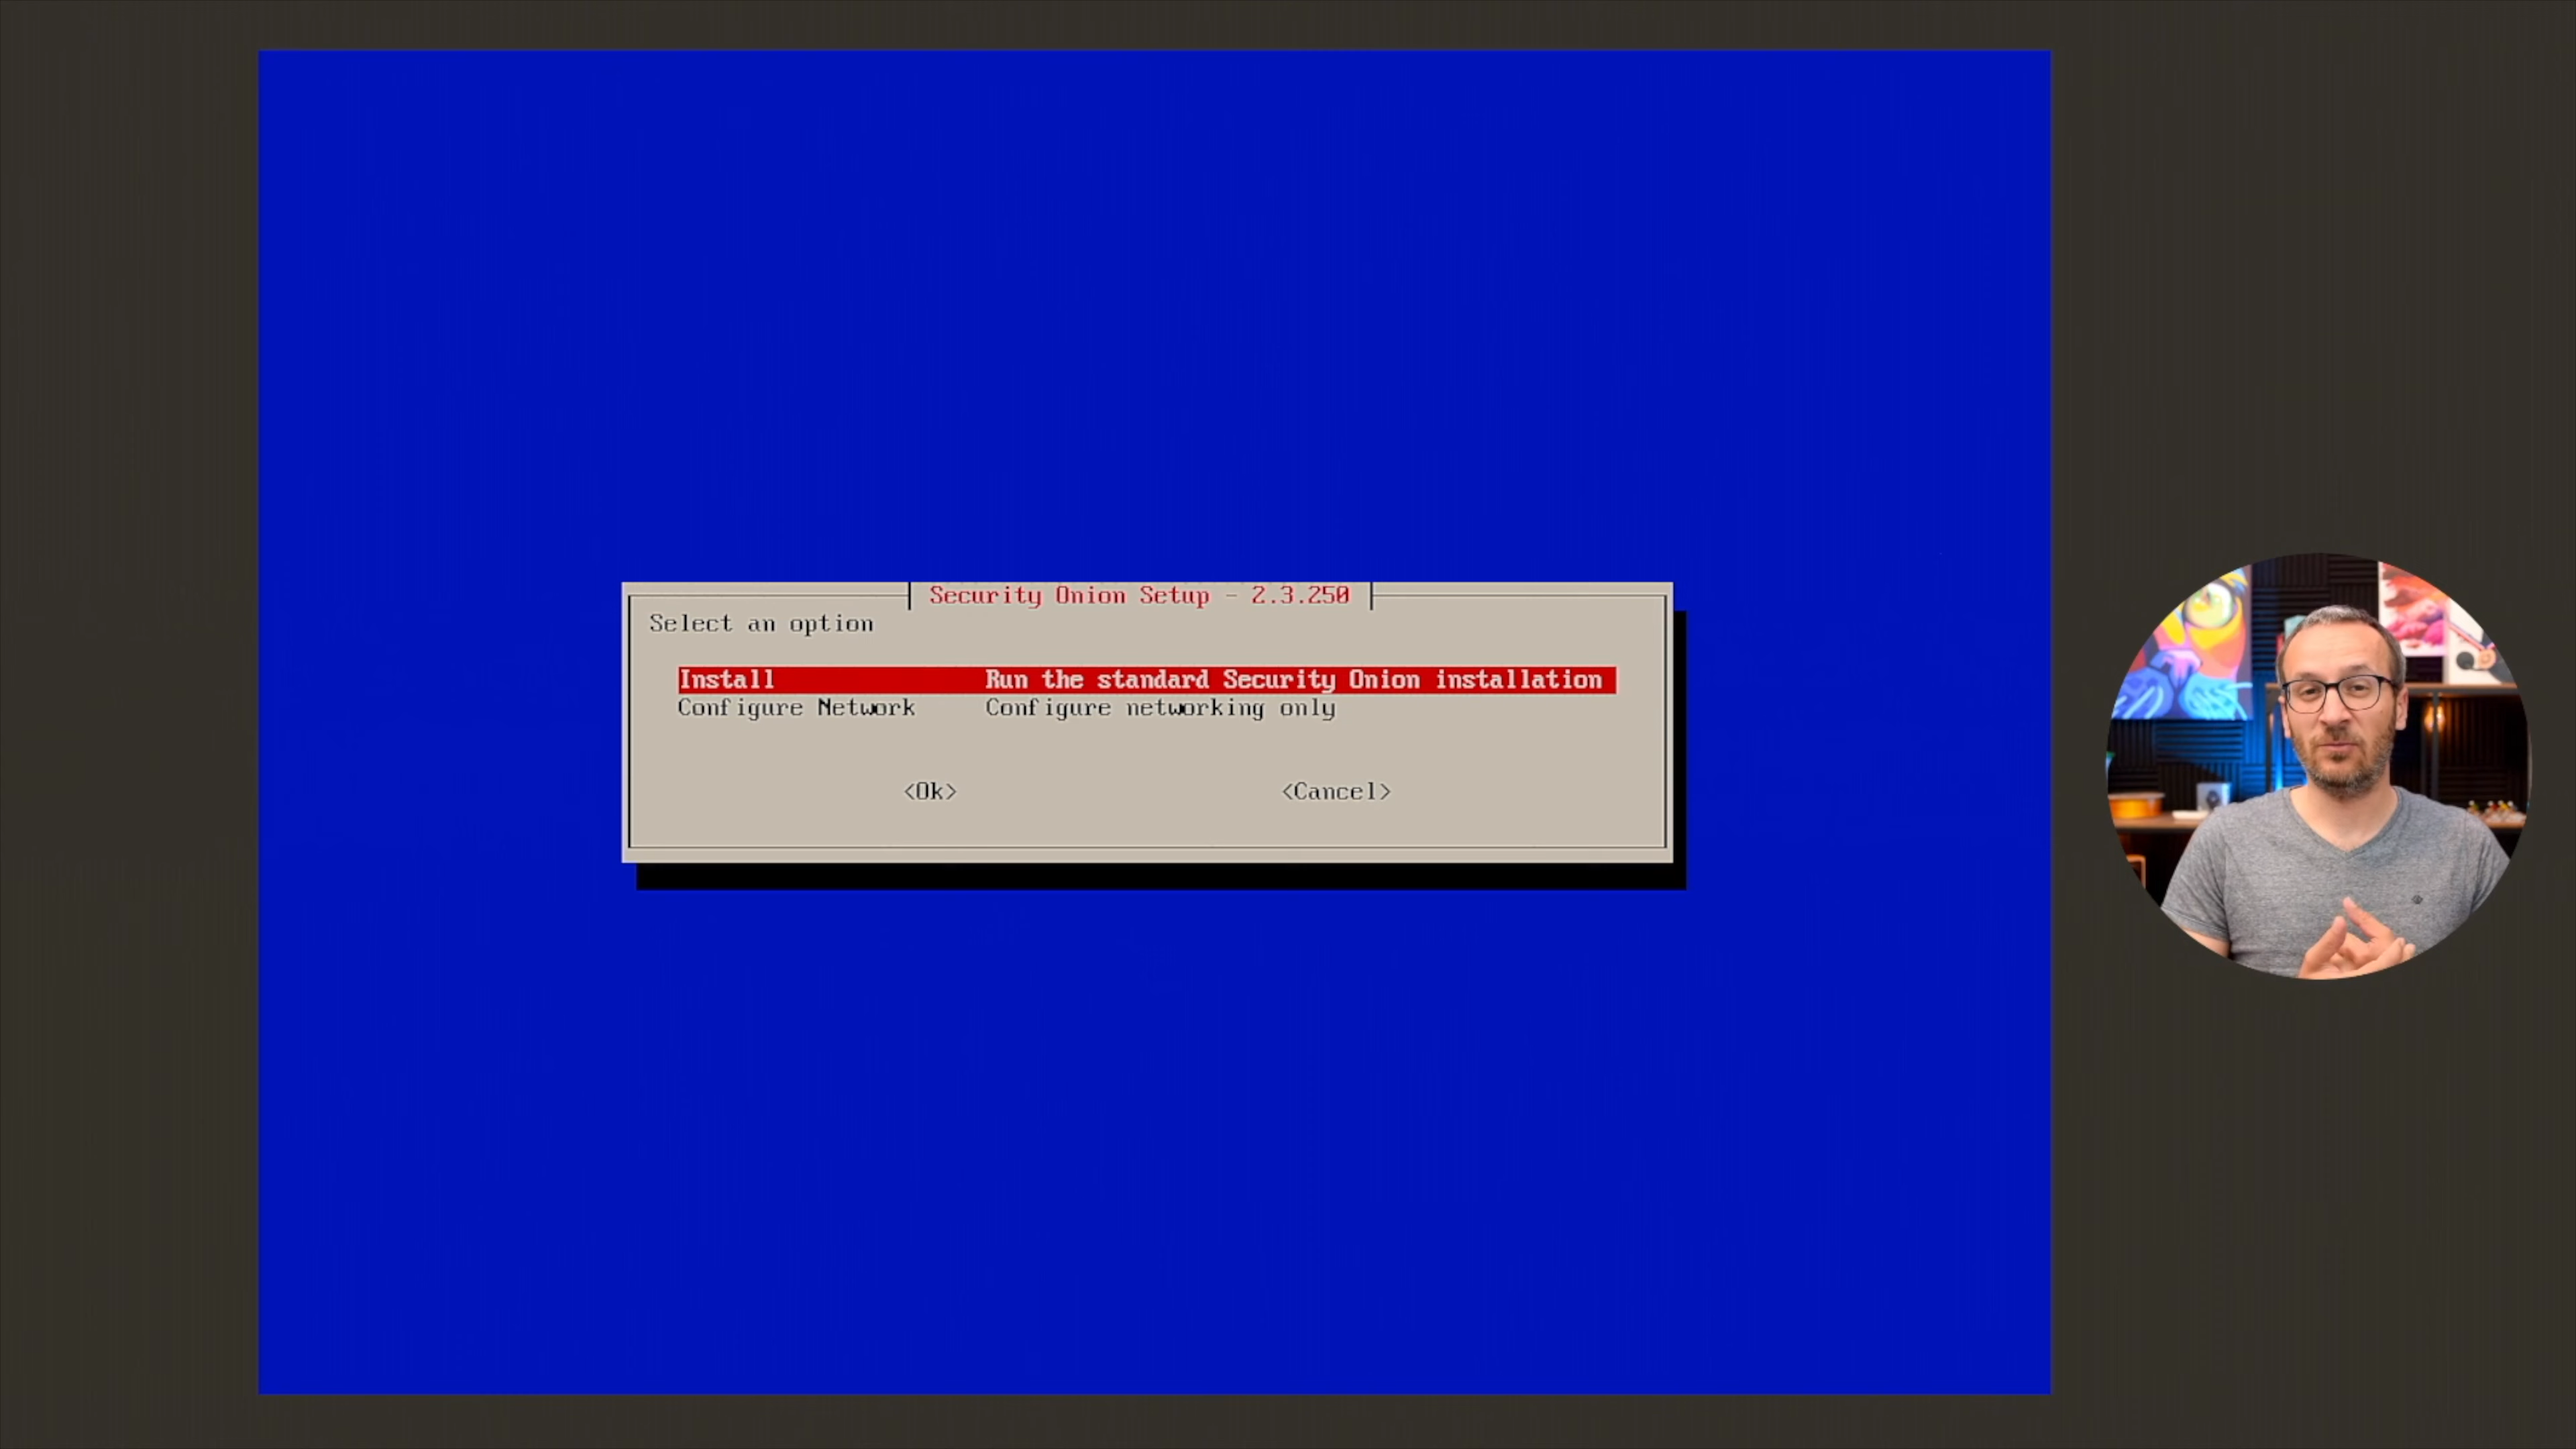 Security Onion Setup - 2.3.250
Select an option
Install Run the standard Security Onion installation
Configure Network Configure networking only
<Ok> <Cancel>